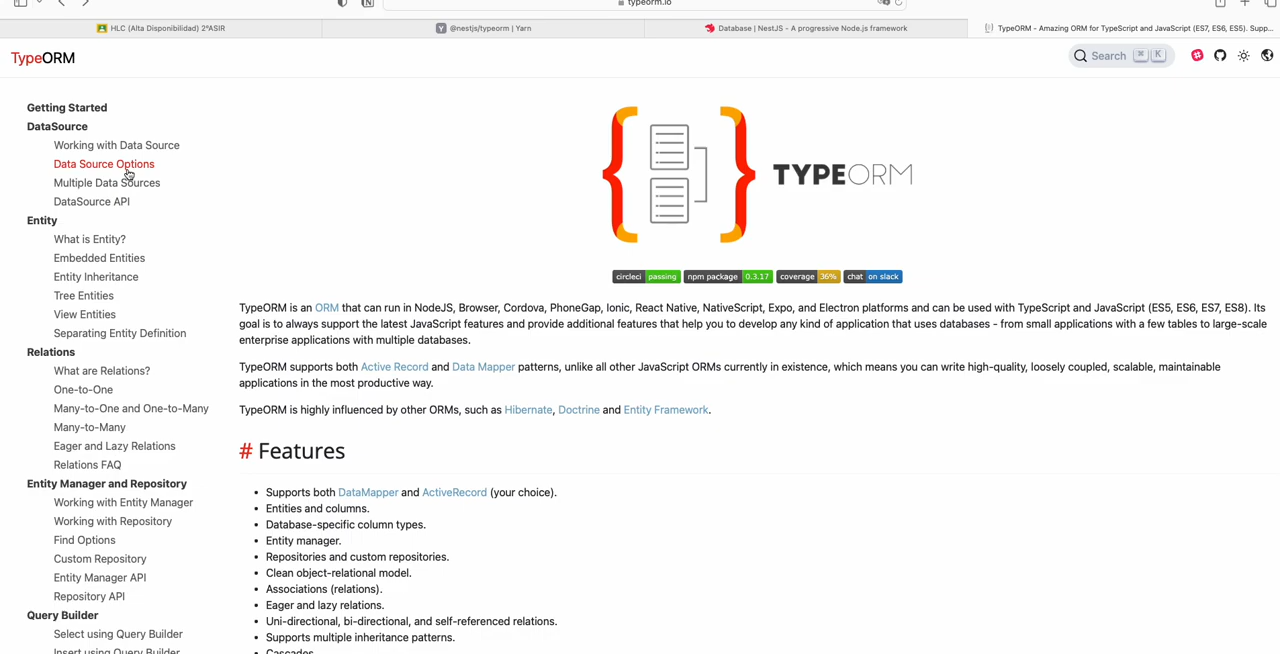 typeorm.io
HLC (Alta Disponibilidad) 2ºASIR
Y @nestjs/typeorm | Yarn
Database | NestJS - A progressive Node.js framework
TypeORM - Amazing ORM for TypeScript and JavaScript (ES7, ES6, ES5). Supp...
TypeORM
Search ⌘ K
Getting Started
DataSource
Working with Data Source
Data Source Options
Multiple Data Sources
DataSource API
Entity
What is Entity?
Embedded Entities
Entity Inheritance
Tree Entities
View Entities
Separating Entity Definition
Relations
What are Relations?
One-to-One
Many-to-One and One-to-Many
Many-to-Many
Eager and Lazy Relations
Relations FAQ
Entity Manager and Repository
Working with Entity Manager
Working with Repository
Find Options
Custom Repository
Entity Manager API
Repository API
Query Builder
Select using Query Builder
Insert using Query Builder
TYPEORM
circleci passing npm package 0.3.17 coverage 36% chat on slack
TypeORM is an ORM that can run in NodeJS, Browser, Cordova, PhoneGap, Ionic, React Native, NativeScript, Expo, and Electron platforms and can be used with TypeScript and JavaScript (ES5, ES6, ES7, ES8). Its
goal is to always support the latest JavaScript features and provide additional features that help you to develop any kind of application that uses databases - from small applications with a few tables to large-scale
enterprise applications with multiple databases.
TypeORM supports both Active Record and Data Mapper patterns, unlike all other JavaScript ORMs currently in existence, which means you can write high-quality, loosely coupled, scalable, maintainable
applications in the most productive way.
TypeORM is highly influenced by other ORMs, such as Hibernate, Doctrine and Entity Framework.
# Features
• Supports both DataMapper and ActiveRecord (your choice).
• Entities and columns.
• Database-specific column types.
• Entity manager.
• Repositories and custom repositories.
• Clean object-relational model.
• Associations (relations).
• Eager and lazy relations.
• Uni-directional, bi-directional, and self-referenced relations.
• Supports multiple inheritance patterns.
• Cascades.